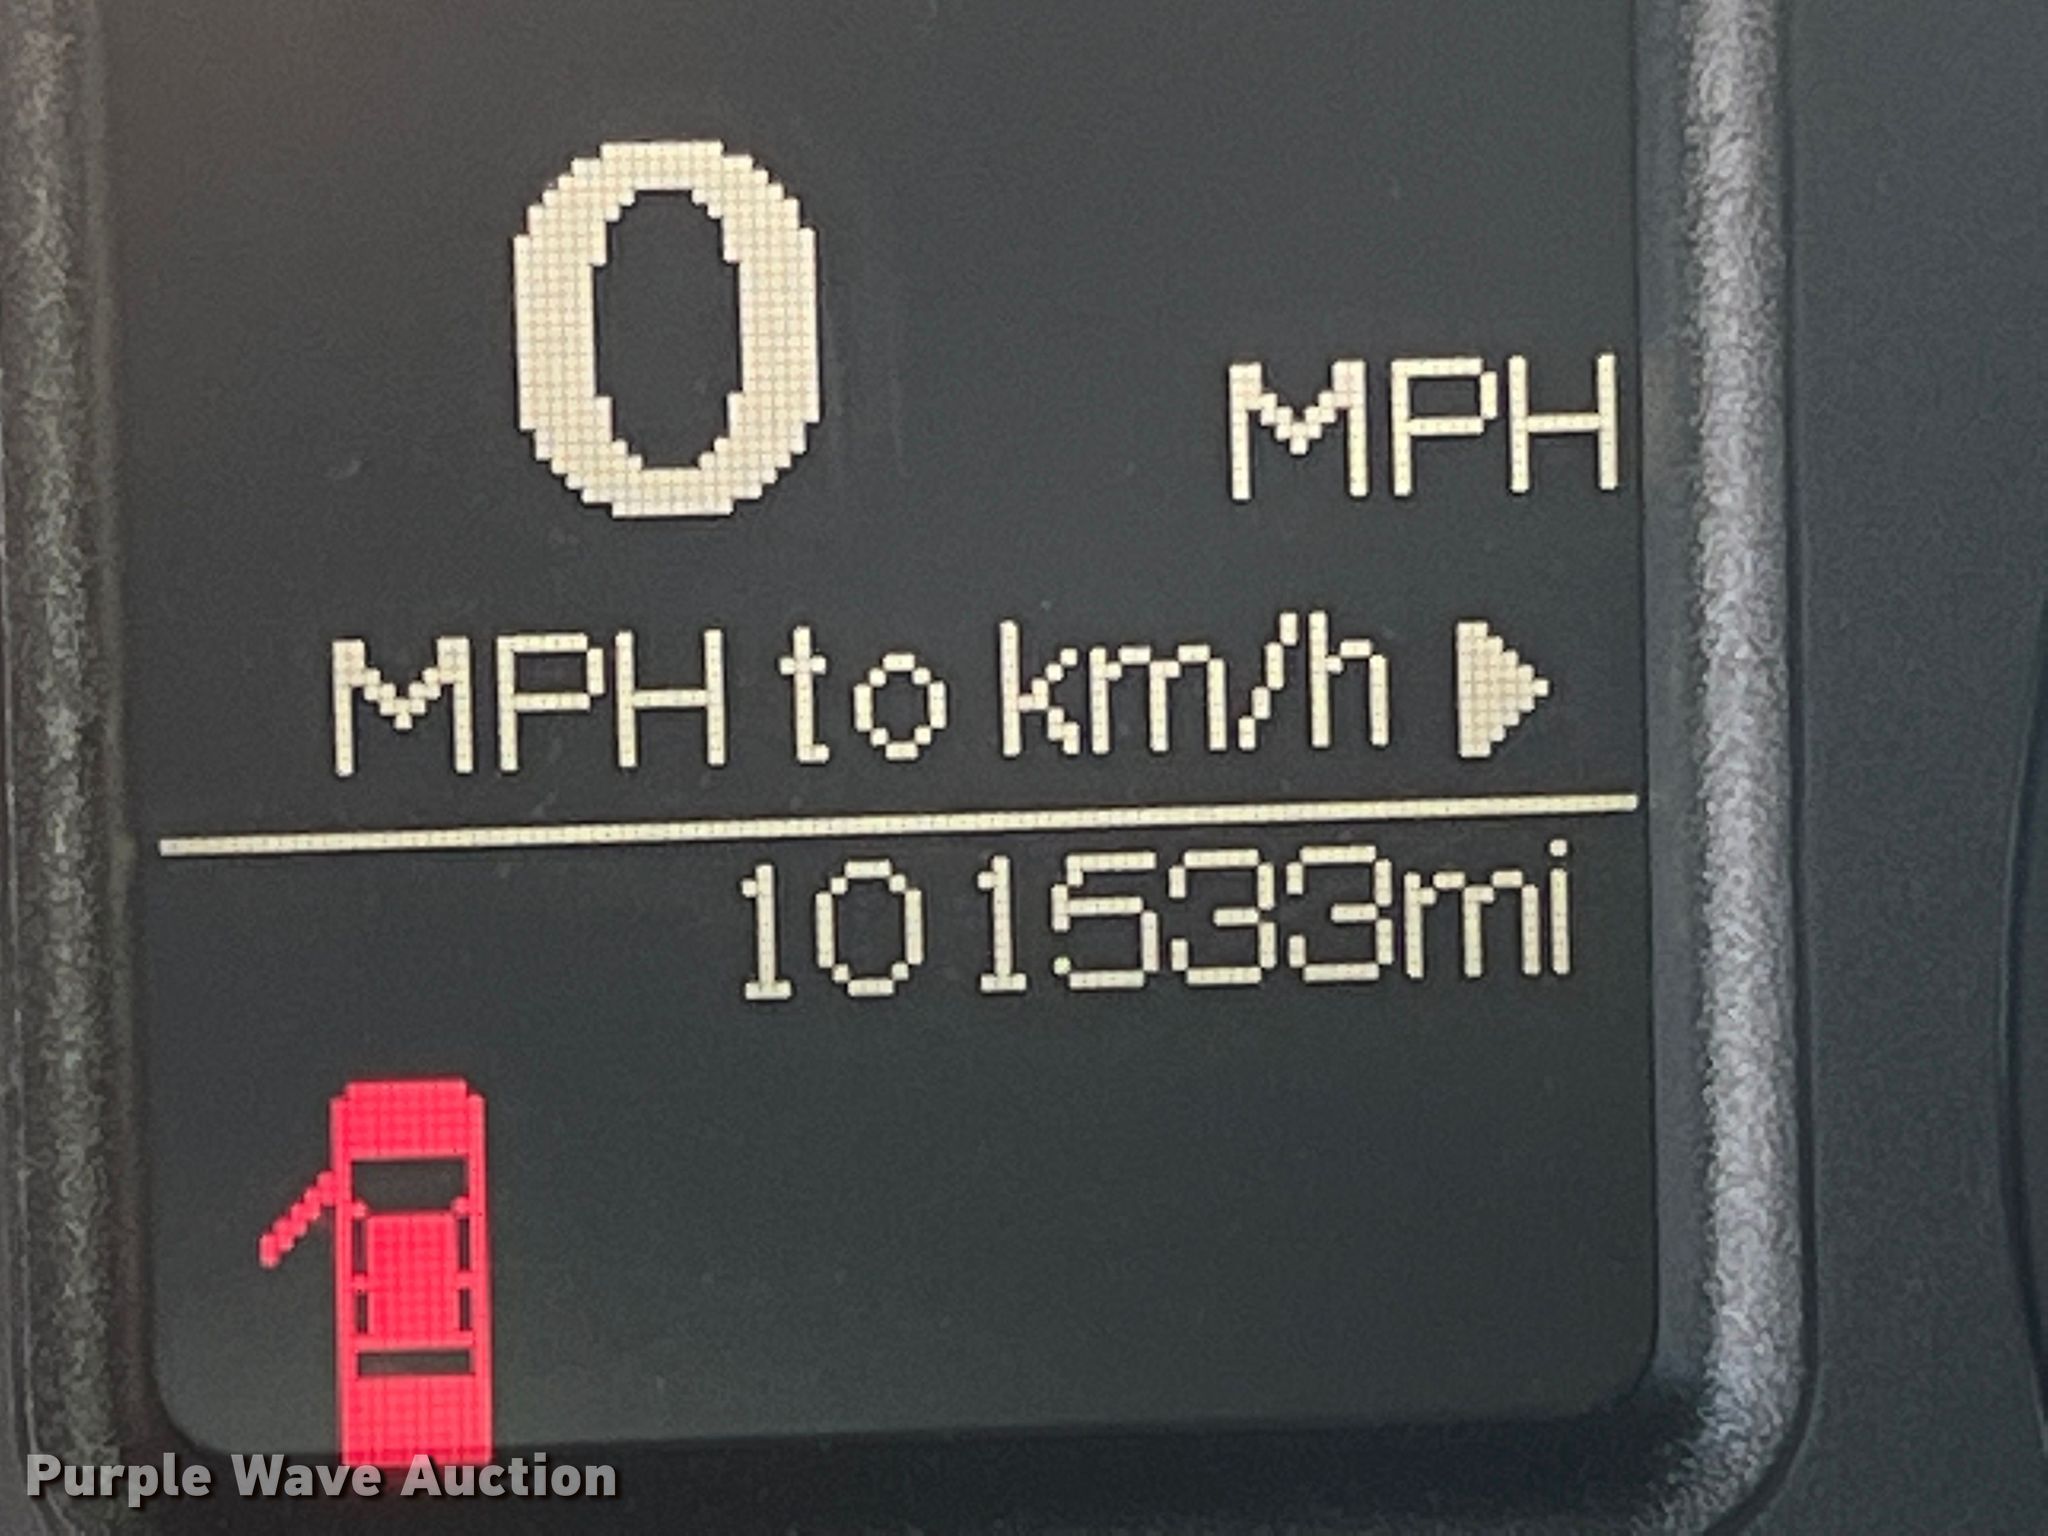 0
MPH
MPH to km/h
101533mi
Purple Wave Auction